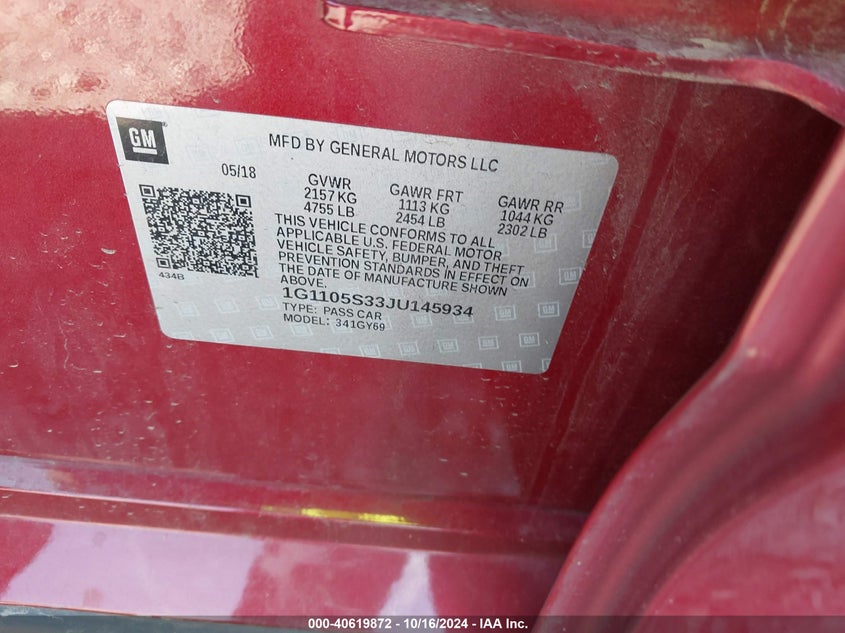 GM
MFD BY GENERAL MOTORS LLC
05/18
GVWR
2157 KG
4755 LB
GAWR FRT
1113 KG
2454 LB
GAWR RR
1044 KG
2302 LB
THIS VEHICLE CONFORMS TO ALL
APPLICABLE U.S. FEDERAL MOTOR
VEHICLE SAFETY, BUMPER, AND THEFT
PREVENTION STANDARDS IN EFFECT ON
THE DATE OF MANUFACTURE SHOWN
ABOVE.
434B
1G1105S33JU145934
TYPE: PASS CAR
MODEL: 341GY69
000-40619872 / 10/16/2024 - IAA Inc.